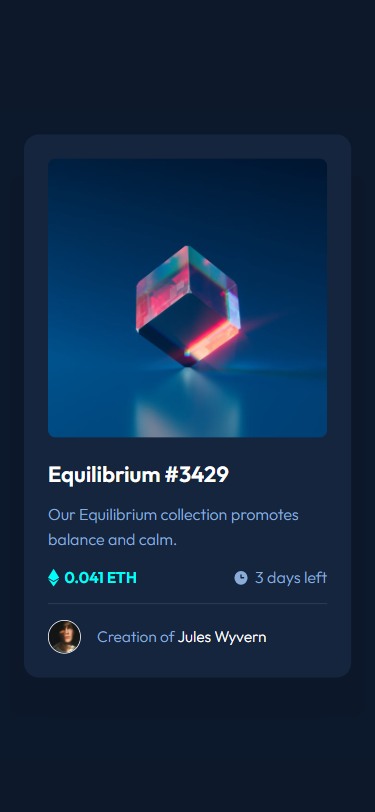 Equilibrium #3429
Our Equilibrium collection promotes
balance and calm.
0.041 ETH
3 days left
Creation of Jules Wyvern